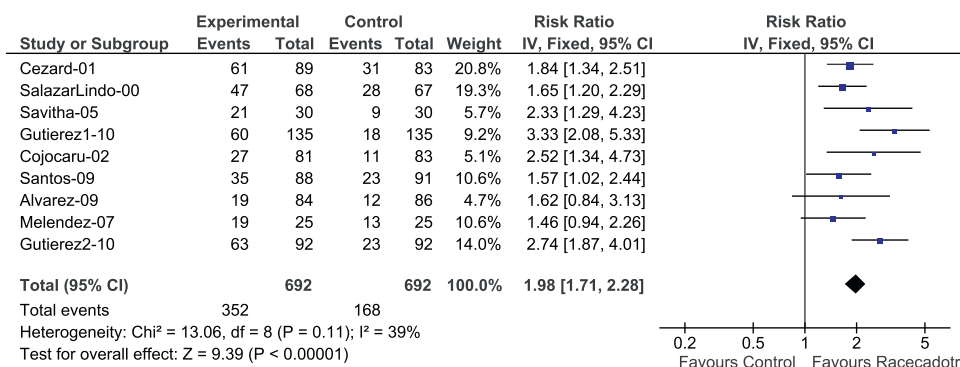 Experimental Control Risk Ratio Risk Ratio
Study or Subgroup Events Total Events Total Weight IV, Fixed, 95% CI IV, Fixed, 95% CI
Cezard-01 61 89 31 83 20.8% 1.84 [1.34, 2.51]
SalazarLindo-00 47 68 28 67 19.3% 1.65 [1.20, 2.29]
Savitha-05 21 30 9 30 5.7% 2.33 [1.29, 4.23]
Gutierez1-10 60 135 18 135 9.2% 3.33 [2.08, 5.33]
Cojocaru-02 27 81 11 83 5.1% 2.52 [1.34, 4.73]
Santos-09 35 88 23 91 10.6% 1.57 [1.02, 2.44]
Alvarez-09 19 84 12 86 4.7% 1.62 [0.84, 3.13]
Melendez-07 19 25 13 25 10.6% 1.46 [0.94, 2.26]
Gutierez2-10 63 92 23 92 14.0% 2.74 [1.87, 4.01]
Total (95% CI) 692 692 100.0% 1.98 [1.71, 2.28]
Total events 352 168
Heterogeneity: Chi² = 13.06, df = 8 (P = 0.11); I² = 39%
Test for overall effect: Z = 9.39 (P < 0.00001)
0.2 0.5 1 2 5
Favours Control Favours Racecadotr